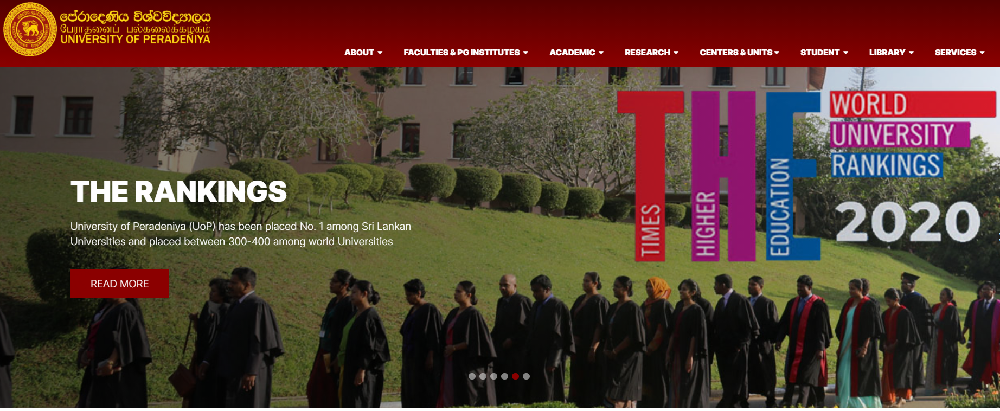 පේරාදෙණිය විශ්වවිද්‍යාලය
பேராதனைப் பல்கலைக்கழகம்
UNIVERSITY OF PERADENIYA
ABOUT
FACULTIES & PG INSTITUTES
ACADEMIC
RESEARCH
CENTERS & UNITS
STUDENT
LIBRARY
SERVICES
THE RANKINGS
University of Peradeniya (UoP) has been placed No. 1 among Sri Lankan
Universities and placed between 300-400 among world Universities
READ MORE
THE
TIMES
HIGHER
EDUCATION
WORLD
UNIVERSITY
RANKINGS
2020